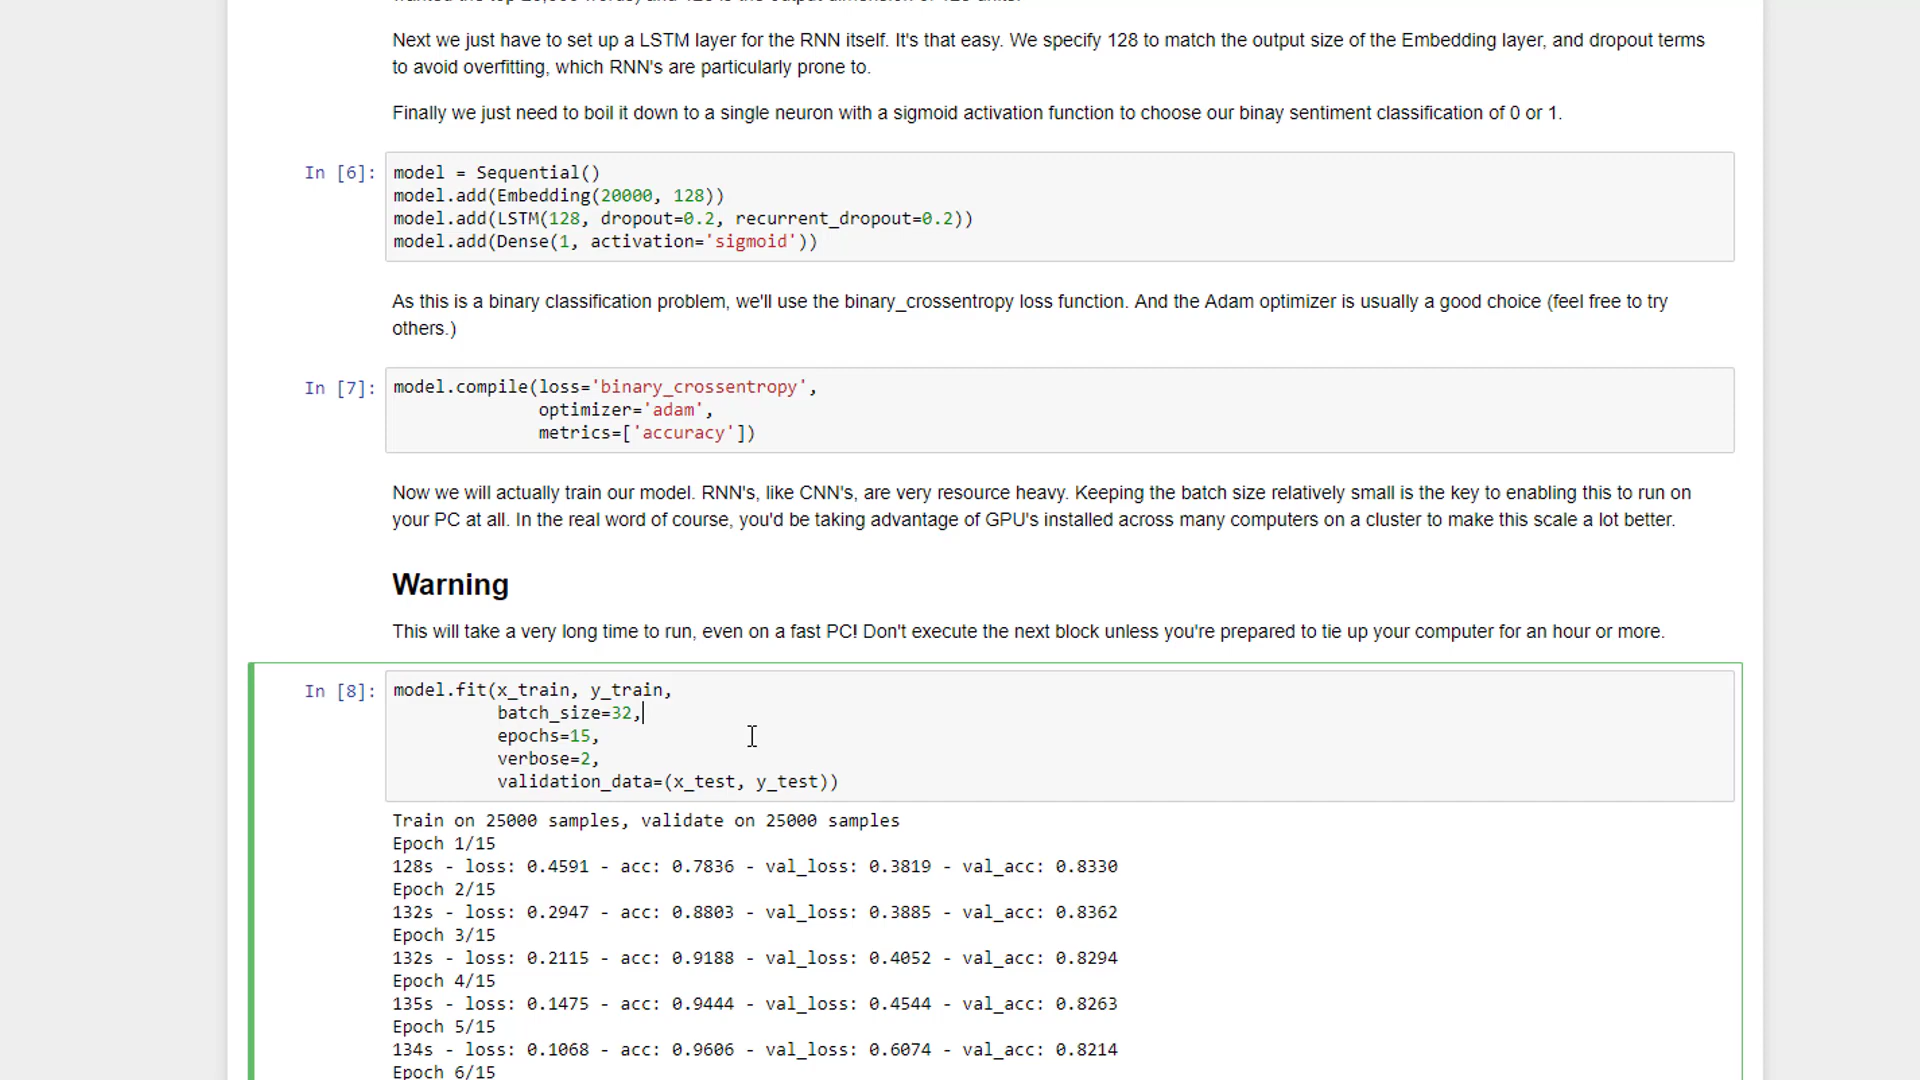 Next we just have to set up a LSTM layer for the RNN itself. It's that easy. We specify 128 to match the output size of the Embedding layer, and dropout terms
to avoid overfitting, which RNN's are particularly prone to.
Finally we just need to boil it down to a single neuron with a sigmoid activation function to choose our binay sentiment classification of 0 or 1.
In [6]: model = Sequential()
model.add(Embedding(20000, 128))
model.add(LSTM(128, dropout=0.2, recurrent_dropout=0.2))
model.add(Dense(1, activation='sigmoid'))
As this is a binary classification problem, we'll use the binary_crossentropy loss function. And the Adam optimizer is usually a good choice (feel free to try
others.)
In [7]: model.compile(loss='binary_crossentropy',
optimizer='adam',
metrics=['accuracy'])
Now we will actually train our model. RNN's, like CNN's, are very resource heavy. Keeping the batch size relatively small is the key to enabling this to run on
your PC at all. In the real word of course, you'd be taking advantage of GPU's installed across many computers on a cluster to make this scale a lot better.
Warning
This will take a very long time to run, even on a fast PC! Don't execute the next block unless you're prepared to tie up your computer for an hour or more.
In [8]: model.fit(x_train, y_train,
batch_size=32,
epochs=15,
verbose=2,
validation_data=(x_test, y_test))
Train on 25000 samples, validate on 25000 samples
Epoch 1/15
128s - loss: 0.4591 - acc: 0.7836 - val_loss: 0.3819 - val_acc: 0.8330
Epoch 2/15
132s - loss: 0.2947 - acc: 0.8803 - val_loss: 0.3885 - val_acc: 0.8362
Epoch 3/15
132s - loss: 0.2115 - acc: 0.9188 - val_loss: 0.4052 - val_acc: 0.8294
Epoch 4/15
135s - loss: 0.1475 - acc: 0.9444 - val_loss: 0.4544 - val_acc: 0.8263
Epoch 5/15
134s - loss: 0.1068 - acc: 0.9606 - val_loss: 0.6074 - val_acc: 0.8214
Epoch 6/15